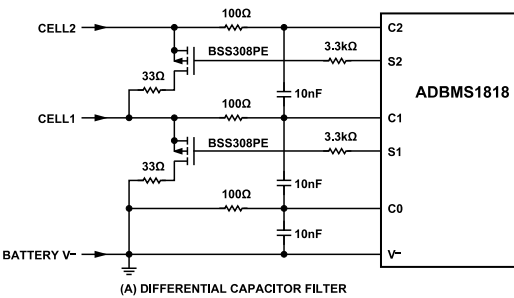 CELL2
100Ω
C2
BSS308PE
3.3kΩ
S2
33Ω
10nF
ADBMS1818
CELL1
100Ω
C1
BSS308PE
3.3kΩ
S1
33Ω
10nF
100Ω
C0
10nF
BATTERY V–
V–
(A) DIFFERENTIAL CAPACITOR FILTER